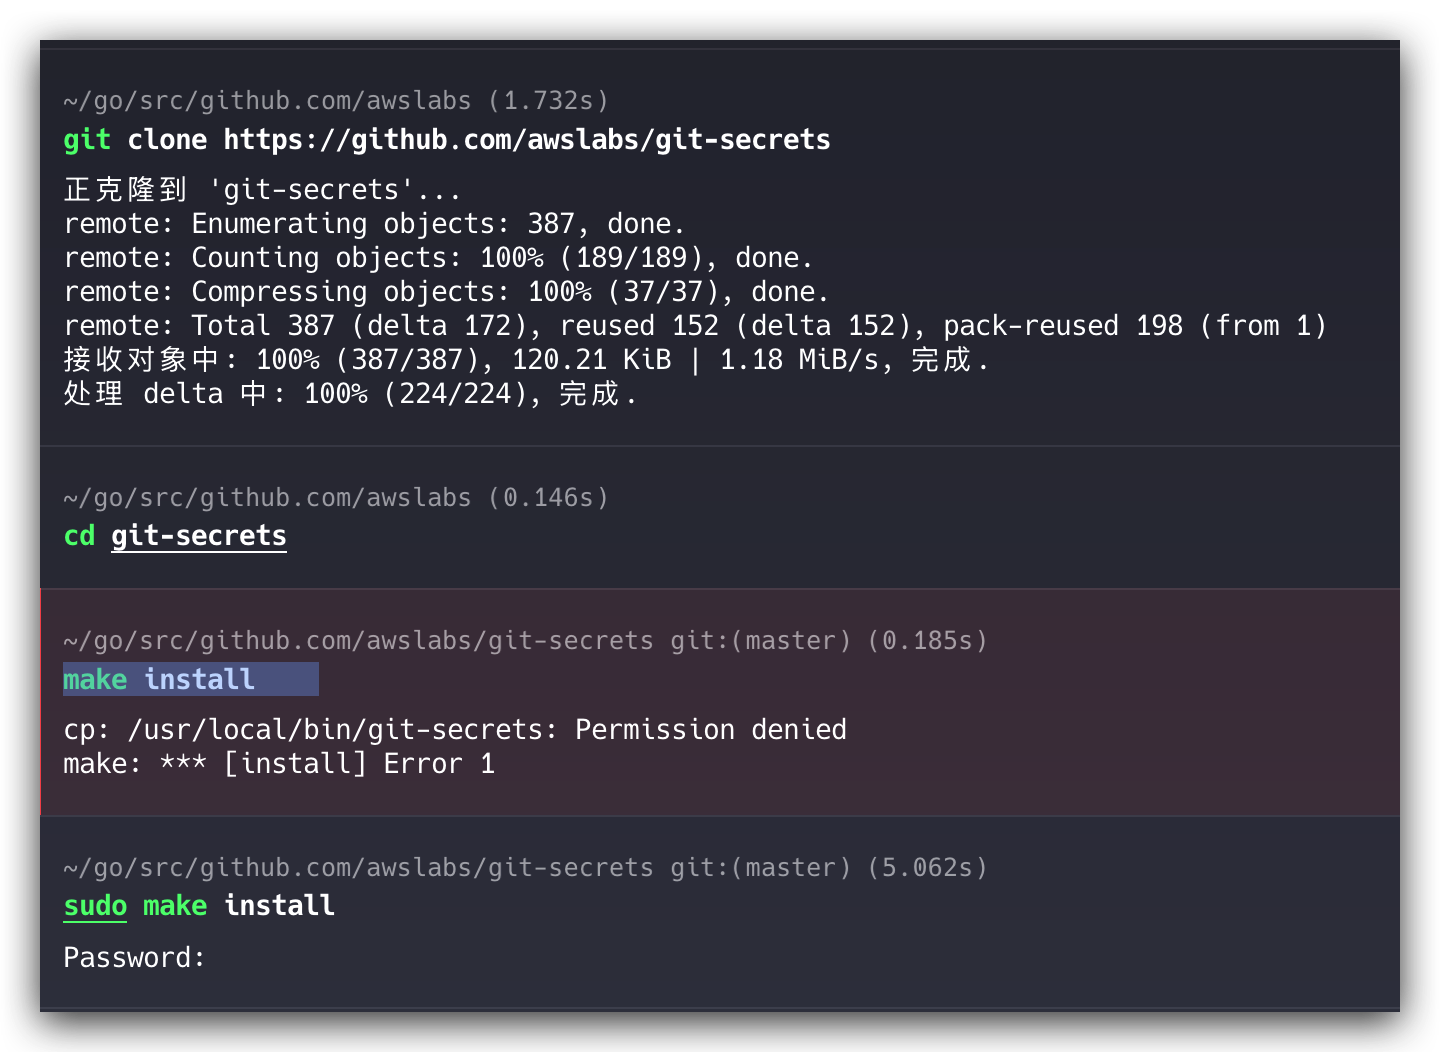 ~/go/src/github.com/awslabs (1.732s)
git clone https://github.com/awslabs/git-secrets
正克隆到 'git-secrets'...
remote: Enumerating objects: 387, done.
remote: Counting objects: 100% (189/189), done.
remote: Compressing objects: 100% (37/37), done.
remote: Total 387 (delta 172), reused 152 (delta 152), pack-reused 198 (from 1)
接收对象中: 100% (387/387), 120.21 KiB | 1.18 MiB/s, 完成.
处理 delta 中: 100% (224/224), 完成.
~/go/src/github.com/awslabs (0.146s)
cd git-secrets
~/go/src/github.com/awslabs/git-secrets git:(master) (0.185s)
make install
cp: /usr/local/bin/git-secrets: Permission denied
make: *** [install] Error 1
~/go/src/github.com/awslabs/git-secrets git:(master) (5.062s)
sudo make install
Password: